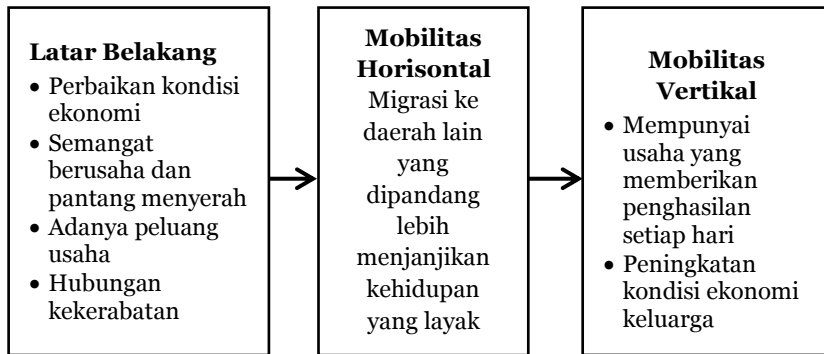 Latar Belakang
• Perbaikan kondisi
ekonomi
• Semangat
berusaha dan
pantang menyerah
• Adanya peluang
usaha
• Hubungan
kekerabatan
Mobilitas
Horisontal
Migrasi ke
daerah lain
yang
dipandang
lebih
menjanjikan
kehidupan
yang layak
Mobilitas
Vertikal
• Mempunyai
usaha yang
memberikan
penghasilan
setiap hari
• Peningkatan
kondisi ekonomi
keluarga